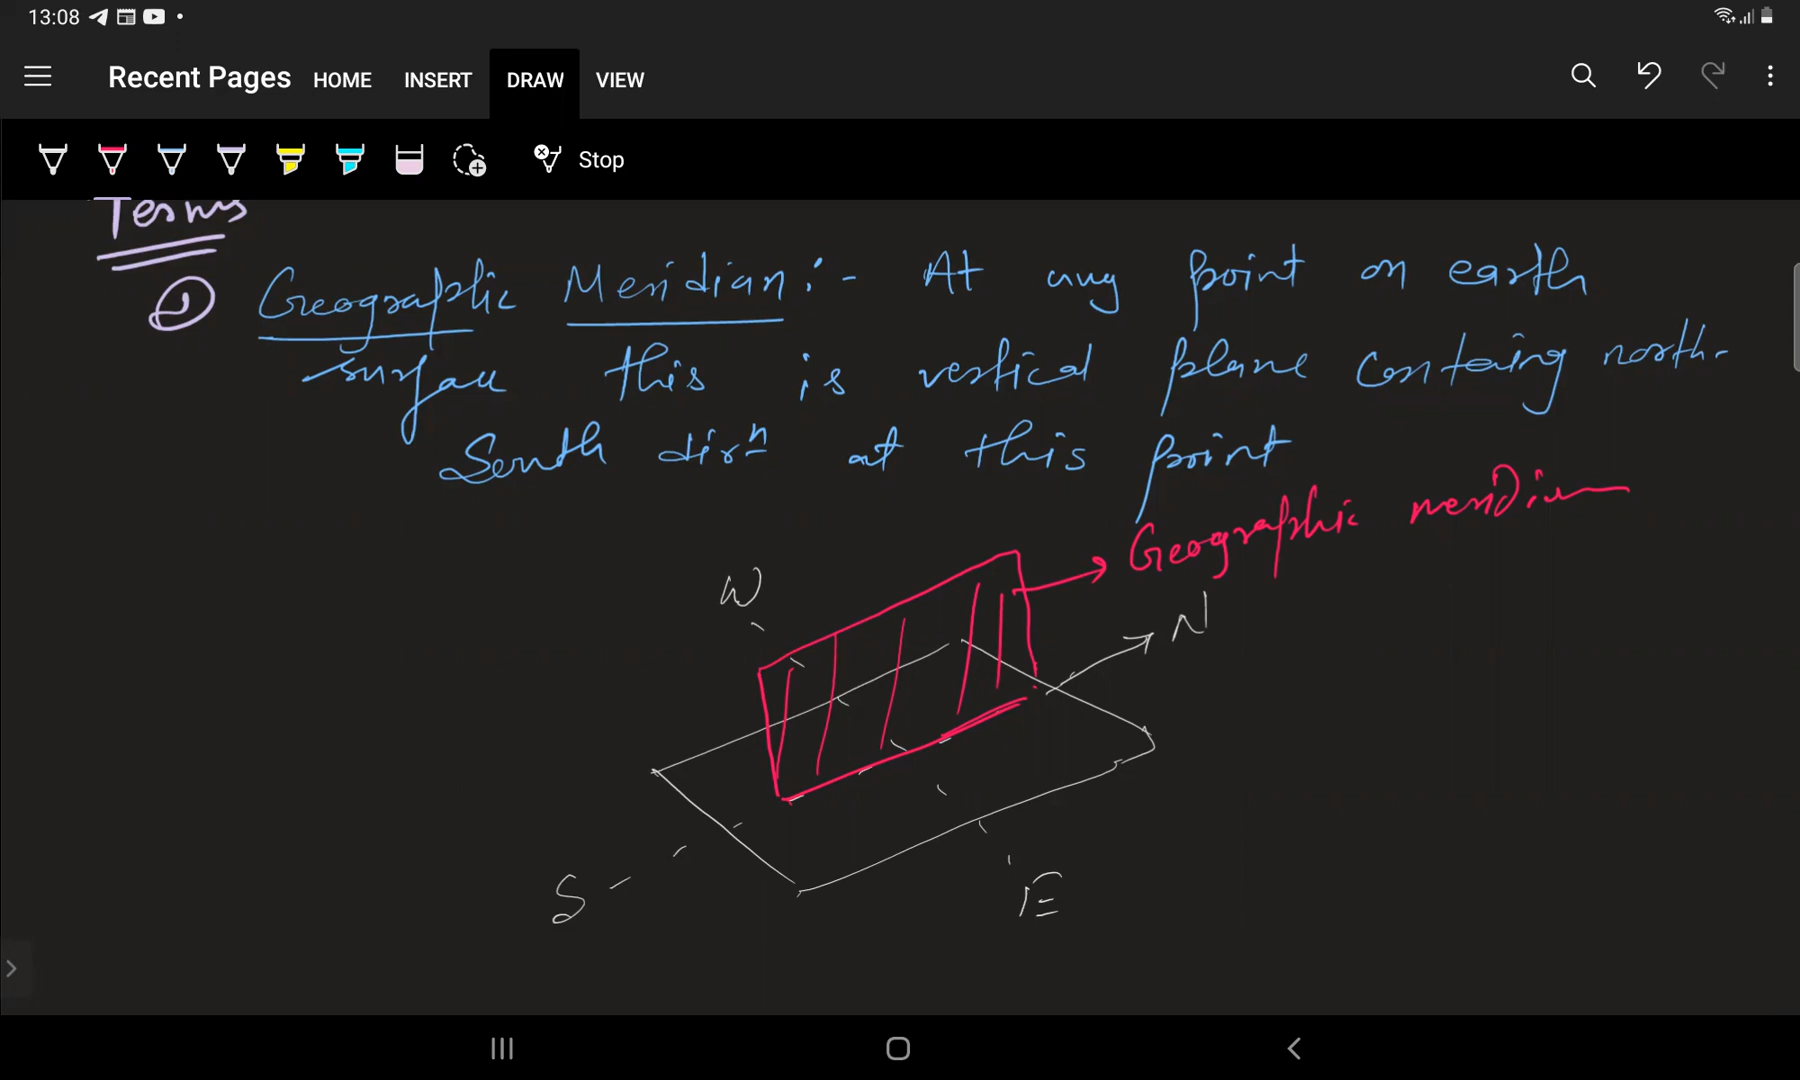 13:08
Recent Pages HOME INSERT DRAW VIEW
Stop
Terms
① Geographic Meridian :- At any point on earth
surface this is vertical plane containing north-
South dirn at this point
Geographic meridian
W
N
S
E